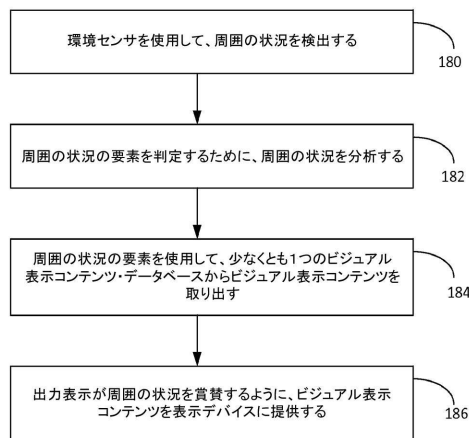 環境センサを使用して、周囲の状況を検出する
180
周囲の状況の要素を判定するために、周囲の状況を分析する
182
周囲の状況の要素を使用して、少なくとも1つのビジュアル
表示コンテンツ・データベースからビジュアル表示コンテンツを
取り出す
184
出力表示が周囲の状況を賞賛するように、ビジュアル表示
コンテンツを表示デバイスに提供する
186